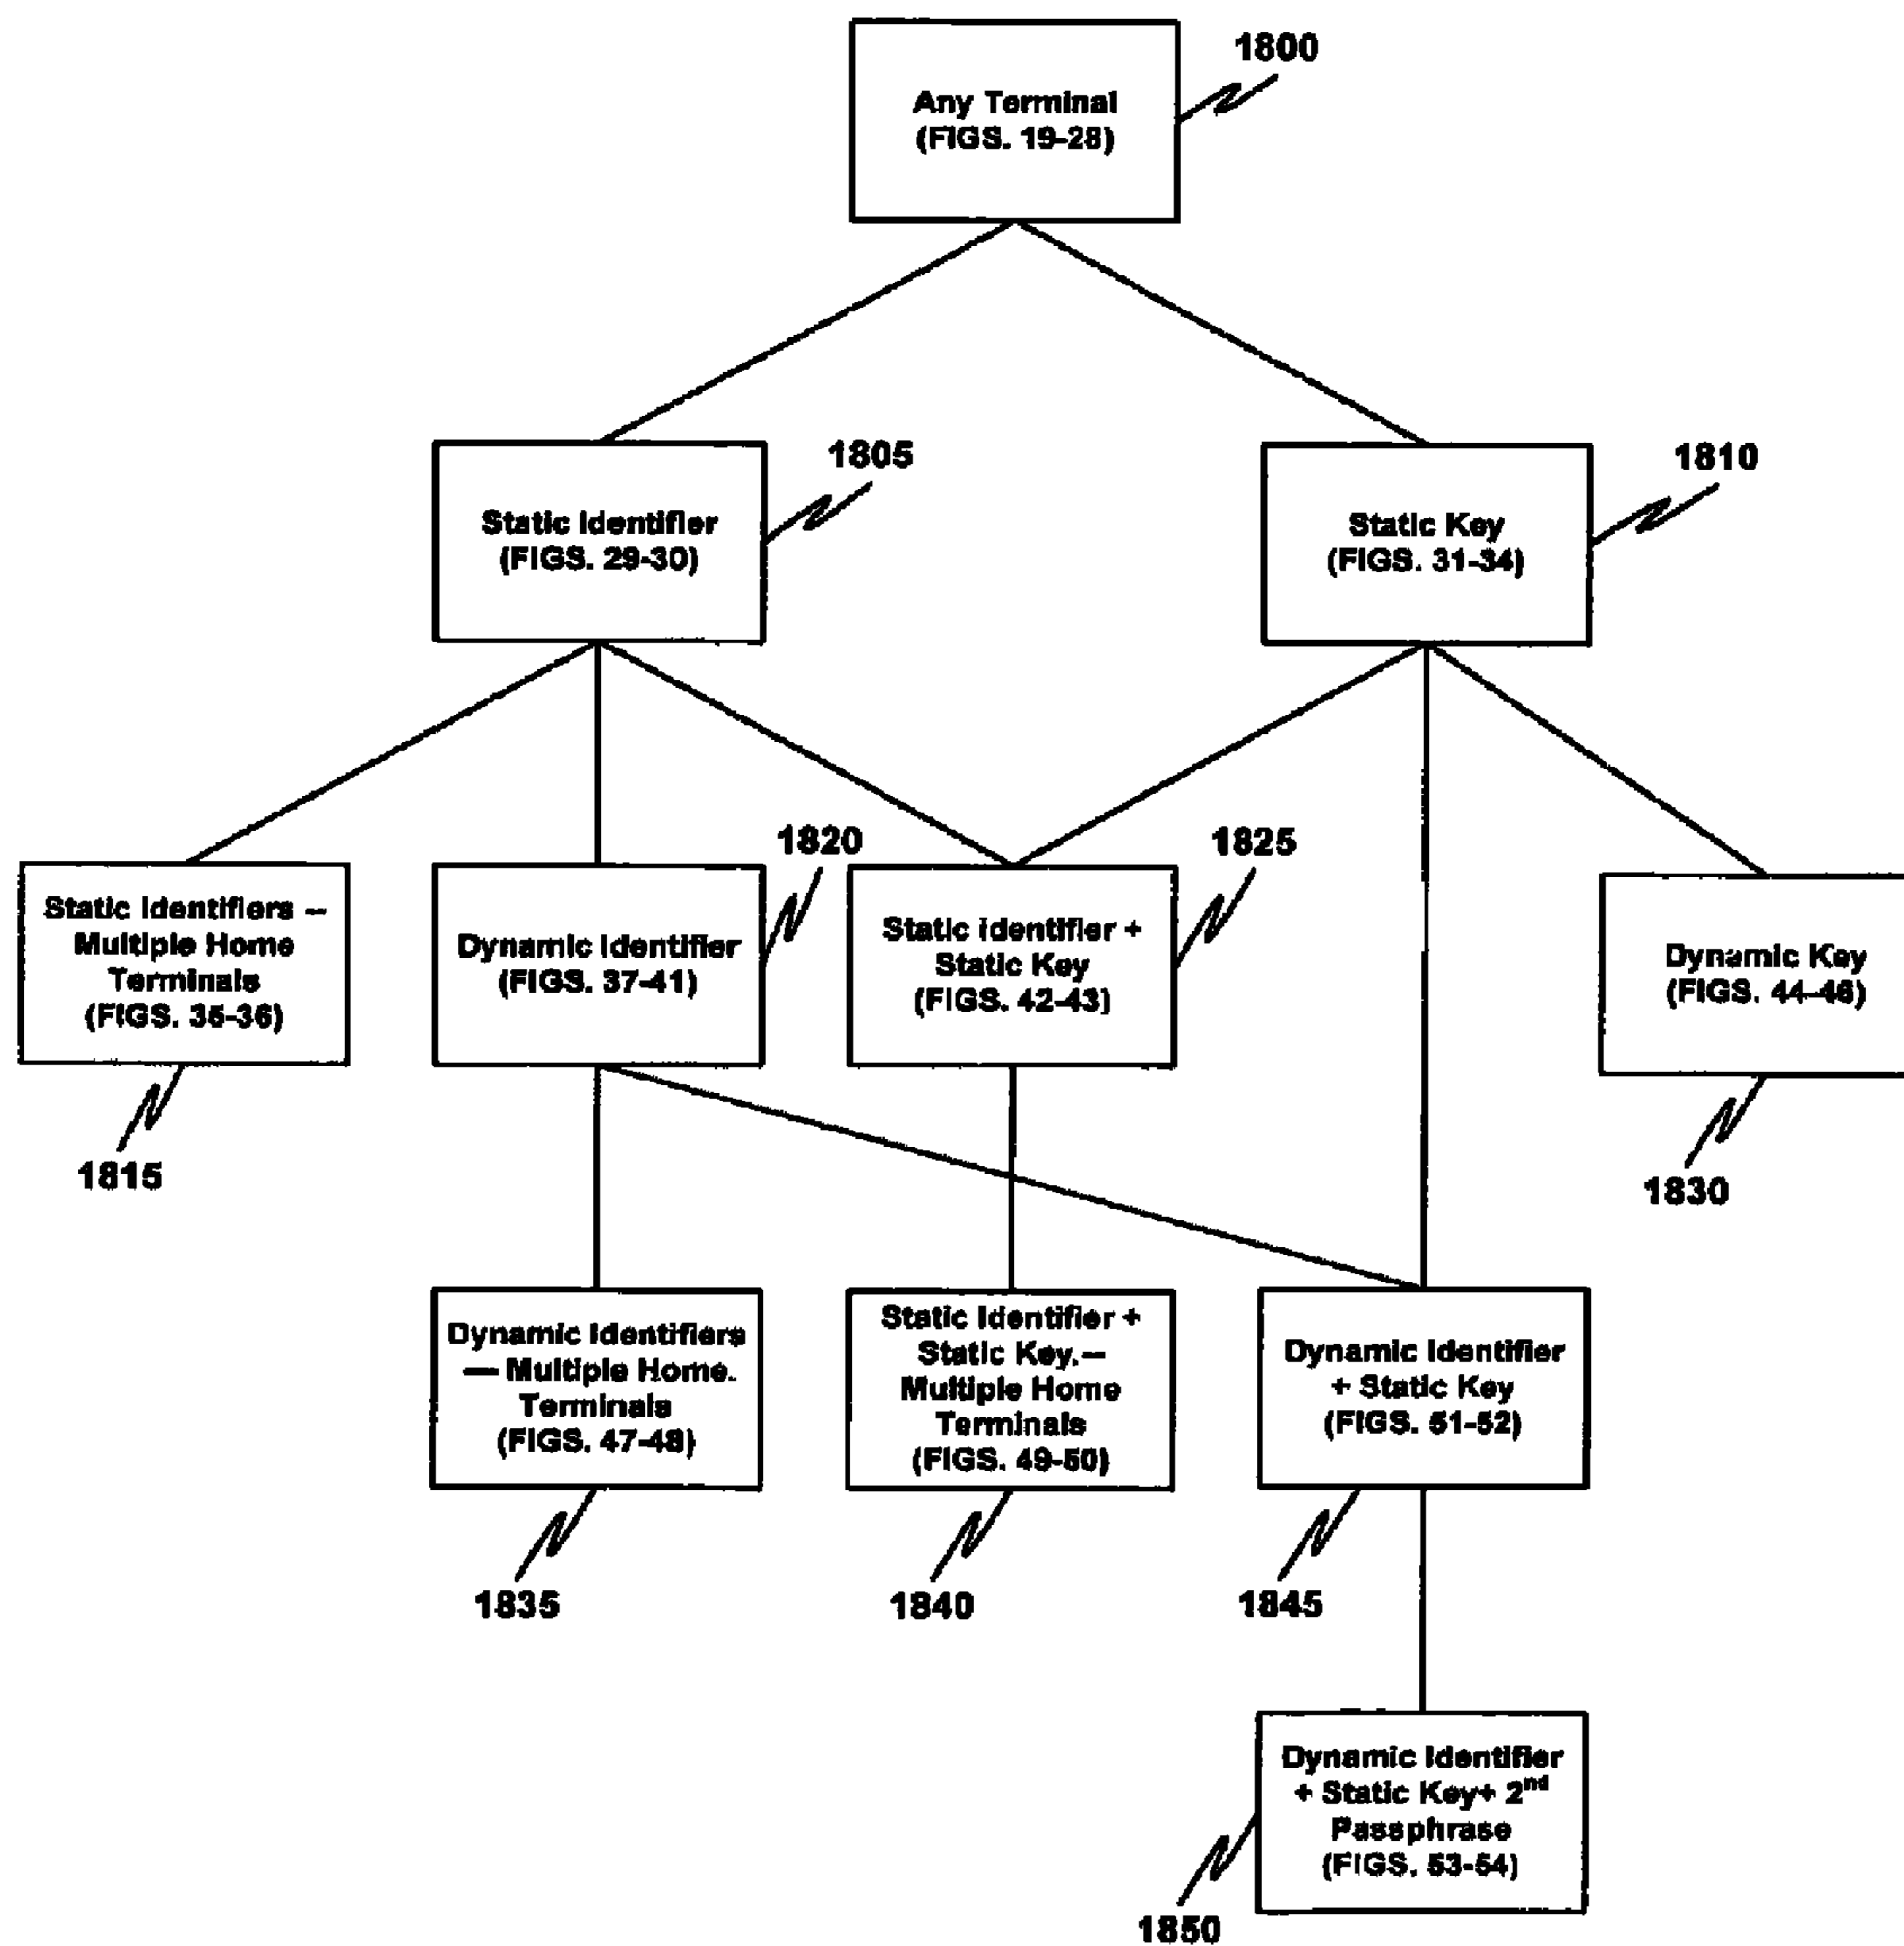 1800
Any Terminal
(FIGS. 19-28)
1805
Static Identifier
(FIGS. 29-30)
1810
Static Key
(FIGS. 31-34)
Static Identifiers --
Multiple Home
Terminals
(FIGS. 35-36)
1815
1820
Dynamic Identifier
(FIGS. 37-41)
1825
Static Identifier +
Static Key
(FIGS. 42-43)
Dynamic Key
(FIGS. 44-46)
1830
Dynamic Identifiers
— Multiple Home.
Terminals
(FIGS. 47-48)
1835
Static Identifier +
Static Key.--
Multiple Home
Terminals
(FIGS. 49-50)
1840
Dynamic Identifier
+ Static Key
(FIGS. 51-52)
1845
Dynamic Identifier
+ Static Key+ 2nd
Passphrase
(FIGS. 53-54)
1850